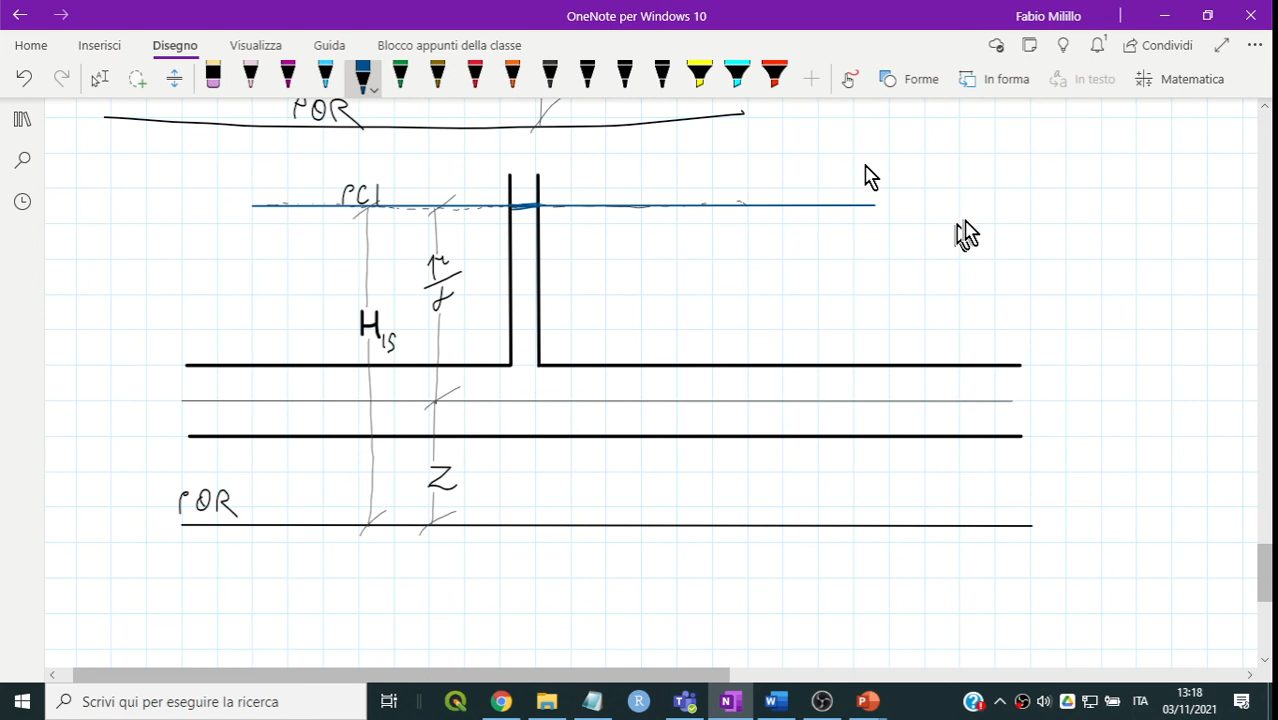 OneNote per Windows 10
Fabio Milillo
Home Inserisci Disegno Visualizza Guida Blocco appunti della classe
Condividi
Forme In forma In testo Matematica
POR
PCI
p
γ
H1s
Z
POR
Scrivi qui per eseguire la ricerca
ITA
13:18
03/11/2021